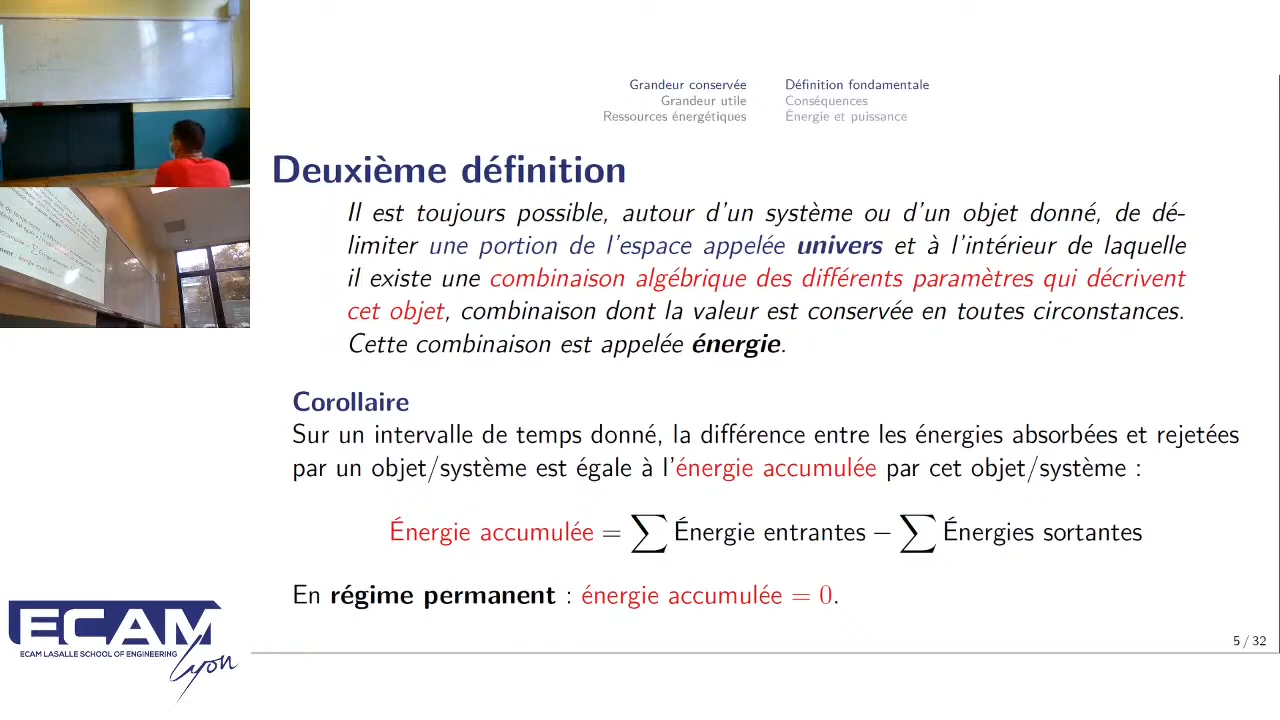 Grandeur conservée
Grandeur utile
Ressources énergétiques
Définition fondamentale
Conséquences
Énergie et puissance
Deuxième définition
Il est toujours possible, autour d'un système ou d'un objet donné, de dé-
limiter une portion de l'espace appelée univers et à l'intérieur de laquelle
il existe une combinaison algébrique des différents paramètres qui décrivent
cet objet, combinaison dont la valeur est conservée en toutes circonstances.
Cette combinaison est appelée énergie.
Corollaire
Sur un intervalle de temps donné, la différence entre les énergies absorbées et rejetées
par un objet/système est égale à l'énergie accumulée par cet objet/système :
Énergie accumulée = ∑ Énergie entrantes − ∑ Énergies sortantes
En régime permanent : énergie accumulée = 0.
5 / 32
ECAM
ECAM LASALLE SCHOOL OF ENGINEERING
Lyon